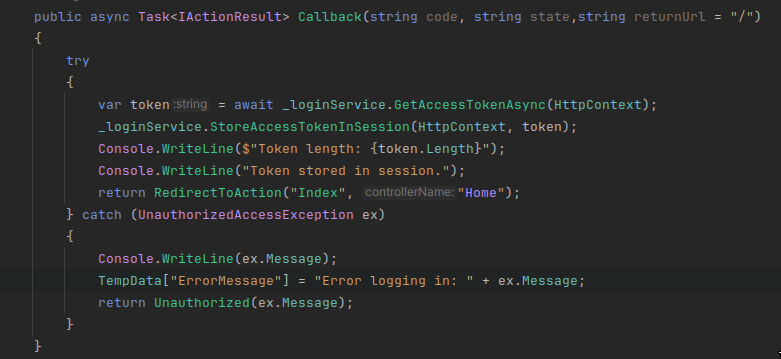 public async Task<IActionResult> Callback(string code, string state,string returnUrl = "/")
{
try
{
var token :string = await _loginService.GetAccessTokenAsync(HttpContext);
_loginService.StoreAccessTokenInSession(HttpContext, token);
Console.WriteLine($"Token length: {token.Length}");
Console.WriteLine("Token stored in session.");
return RedirectToAction("Index", controllerName: "Home");
} catch (UnauthorizedAccessException ex)
{
Console.WriteLine(ex.Message);
TempData["ErrorMessage"] = "Error logging in: " + ex.Message;
return Unauthorized(ex.Message);
}
}